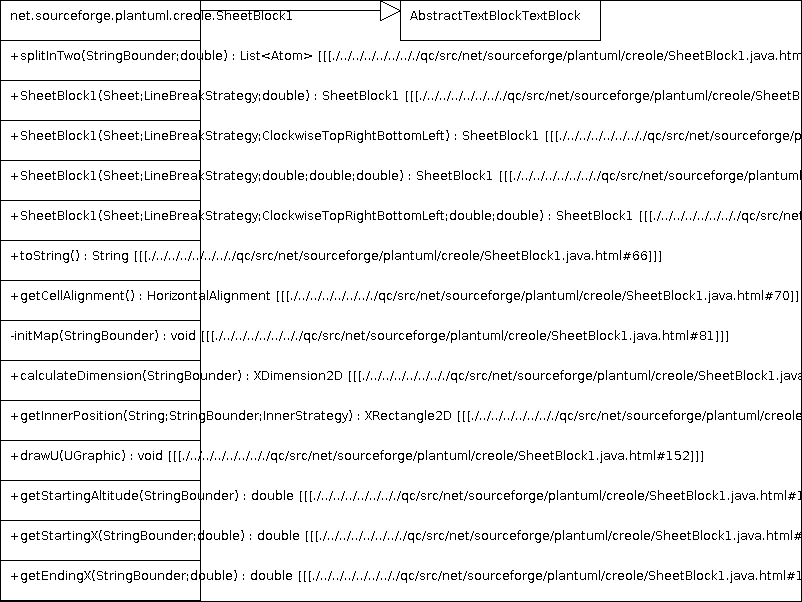 net.sourceforge.plantuml.creole.SheetBlock1
AbstractTextBlockTextBlock
+splitInTwo(StringBounder;double) : List<Atom> [[[./../../../../../../qc/src/net/sourceforge/plantuml/creole/SheetBlock1.java.htm
+SheetBlock1(Sheet;LineBreakStrategy;double) : SheetBlock1 [[[./../../../../../../qc/src/net/sourceforge/plantuml/creole/SheetB
+SheetBlock1(Sheet;LineBreakStrategy;ClockwiseTopRightBottomLeft) : SheetBlock1 [[[./../../../../../../qc/src/net/sourceforge/p
+SheetBlock1(Sheet;LineBreakStrategy;double;double;double) : SheetBlock1 [[[./../../../../../../qc/src/net/sourceforge/plantuml
+SheetBlock1(Sheet;LineBreakStrategy;ClockwiseTopRightBottomLeft;double;double) : SheetBlock1 [[[./../../../../../../qc/src/net
+toString() : String [[[./../../../../../../qc/src/net/sourceforge/plantuml/creole/SheetBlock1.java.html#66]]]
+getCellAlignment() : HorizontalAlignment [[[./../../../../../../qc/src/net/sourceforge/plantuml/creole/SheetBlock1.java.html#70]]]
-initMap(StringBounder) : void [[[./../../../../../../qc/src/net/sourceforge/plantuml/creole/SheetBlock1.java.html#81]]]
+calculateDimension(StringBounder) : XDimension2D [[[./../../../../../../qc/src/net/sourceforge/plantuml/creole/SheetBlock1.java
+getInnerPosition(String;StringBounder;InnerStrategy) : XRectangle2D [[[./../../../../../../qc/src/net/sourceforge/plantuml/creole
+drawU(UGraphic) : void [[[./../../../../../../qc/src/net/sourceforge/plantuml/creole/SheetBlock1.java.html#152]]]
+getStartingAltitude(StringBounder) : double [[[./../../../../../../qc/src/net/sourceforge/plantuml/creole/SheetBlock1.java.html#1
+getStartingX(StringBounder;double) : double [[[./../../../../../../qc/src/net/sourceforge/plantuml/creole/SheetBlock1.java.html#
+getEndingX(StringBounder;double) : double [[[./../../../../../../qc/src/net/sourceforge/plantuml/creole/SheetBlock1.java.html#1